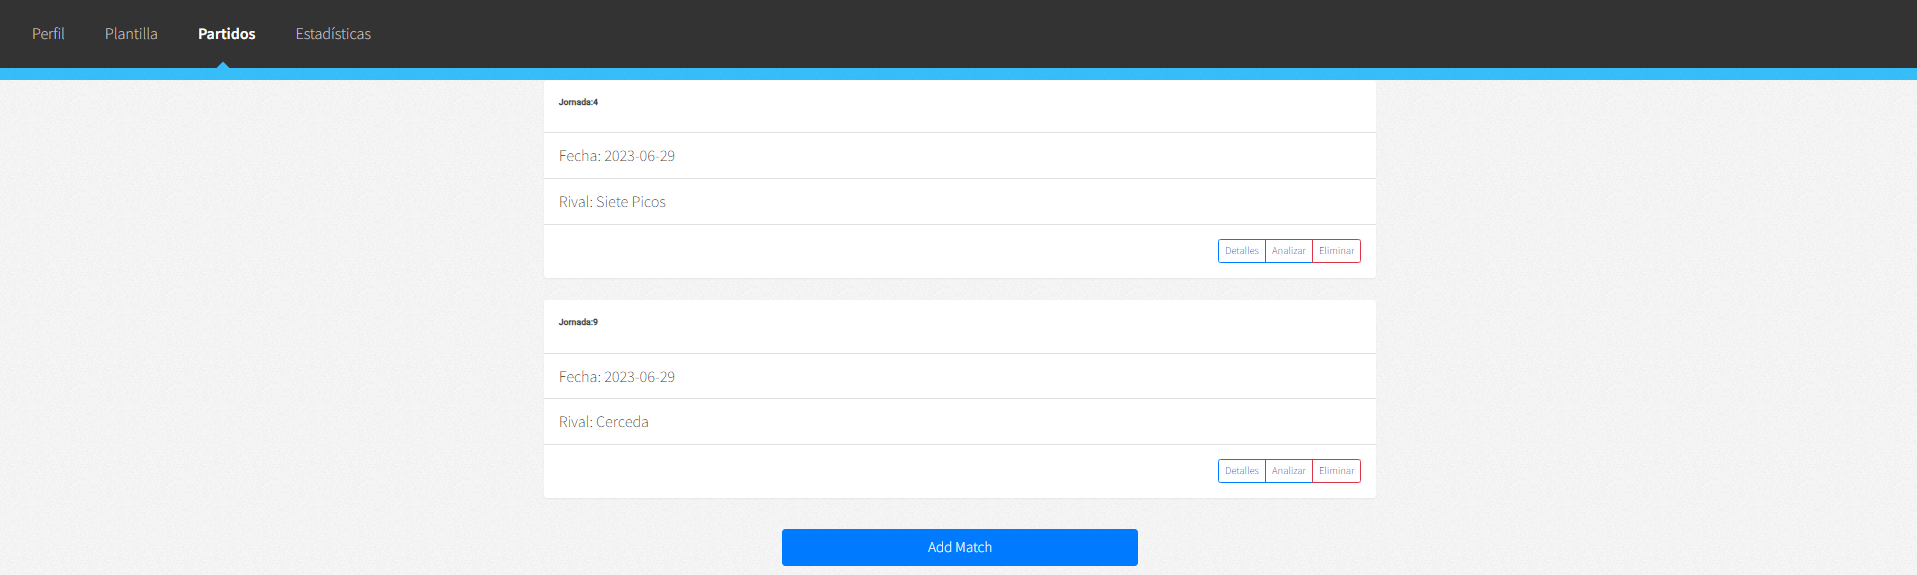 Perfil Plantilla Partidos Estadísticas
Jornada:4
Fecha: 2023-06-29
Rival: Siete Picos
Detalles Analizar Eliminar
Jornada:9
Fecha: 2023-06-29
Rival: Cerceda
Detalles Analizar Eliminar
Add Match